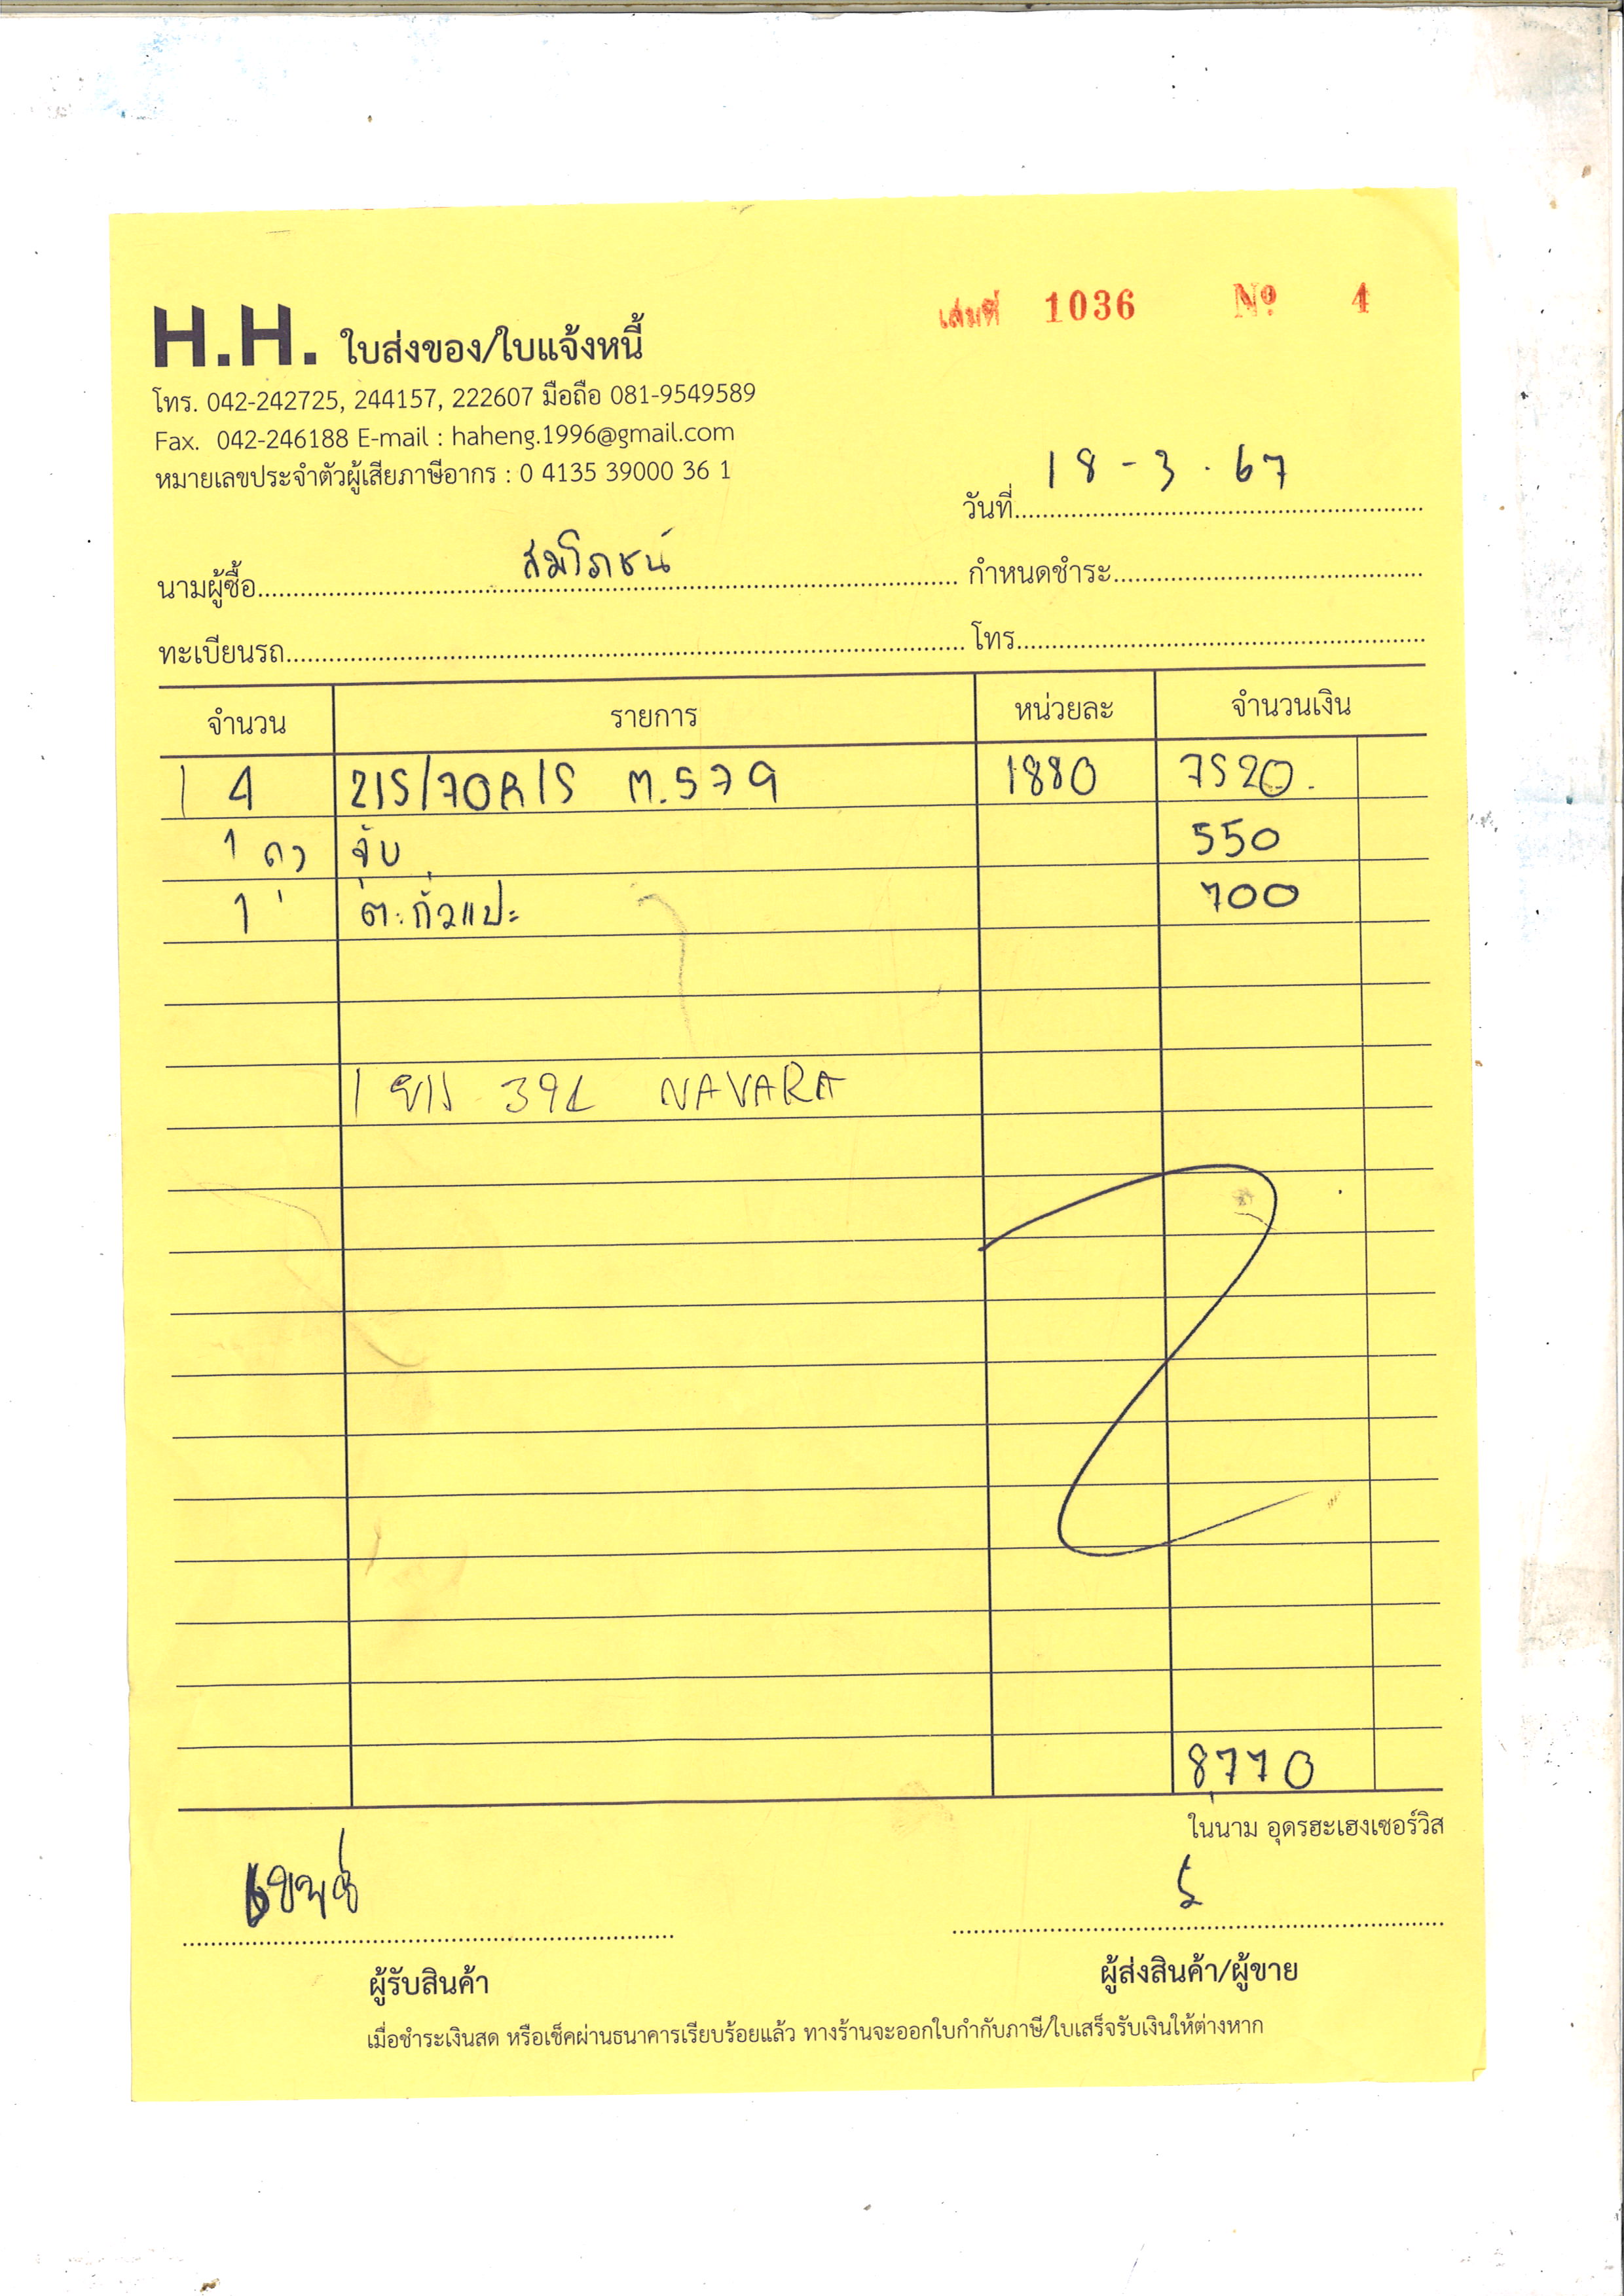 เล่มที่ 1036 Nº 4
H.H. ใบส่งของ/ใบแจ้งหนี้
โทร. 042-242725, 244157, 222607 มือถือ 081-9549589
Fax. 042-246188 E-mail : haheng.1996@gmail.com
หมายเลขประจำตัวผู้เสียภาษีอากร : 0 4135 39000 36 1
วันที่ 18-3.67
นามผู้ซื้อ สมโภชน์ กำหนดชำระ
ทะเบียนรถ โทร
จำนวน รายการ หน่วยละ จำนวนเงิน
4 215/70R15 M.579 1880 7520.
1 จุ๊บ 550
1 ' ตะกั่วแปะ 700
NAVARA
8770
ในนาม อุดรฮะเฮงเซอร์วิส
ผู้รับสินค้า ผู้ส่งสินค้า/ผู้ขาย
เมื่อชำระเงินสด หรือเช็คผ่านธนาคารเรียบร้อยแล้ว ทางร้านจะออกใบกำกับภาษี/ใบเสร็จรับเงินให้ต่างหาก